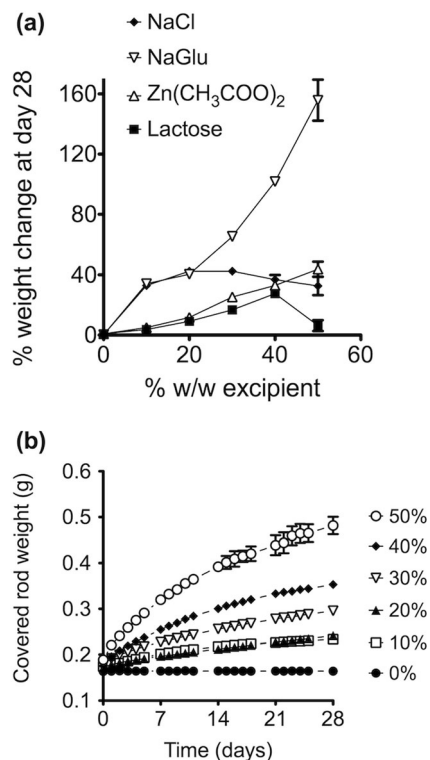 (a)
NaCl
NaGlu
Zn(CH3COO)2
Lactose
% weight change at day 28
160
120
80
40
0
0 20 40 60
% w/w excipient
(b)
Covered rod weight (g)
0.6
0.5
0.4
0.3
0.2
0.1
0 7 14 21 28
Time (days)
50%
40%
30%
20%
10%
0%